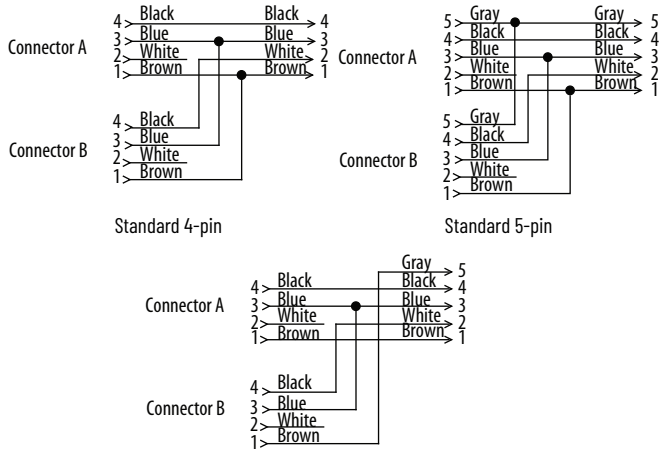 4 Black Black 4
Connector A 3 Blue Blue 3
2 White White 2
1 Brown Brown 1
4 Black
Connector B 3 Blue
2 White
1 Brown
Standard 4-pin
5 Gray Gray 5
4 Black Black 4
Connector A 3 Blue Blue 3
2 White White 2
1 Brown Brown 1
5 Gray
4 Black
Connector B 3 Blue
2 White
1 Brown
Standard 5-pin
Gray 5
4 Black Black 4
Connector A 3 Blue Blue 3
2 White White 2
1 Brown Brown 1
4 Black
Connector B 3 Blue
2 White
1 Brown